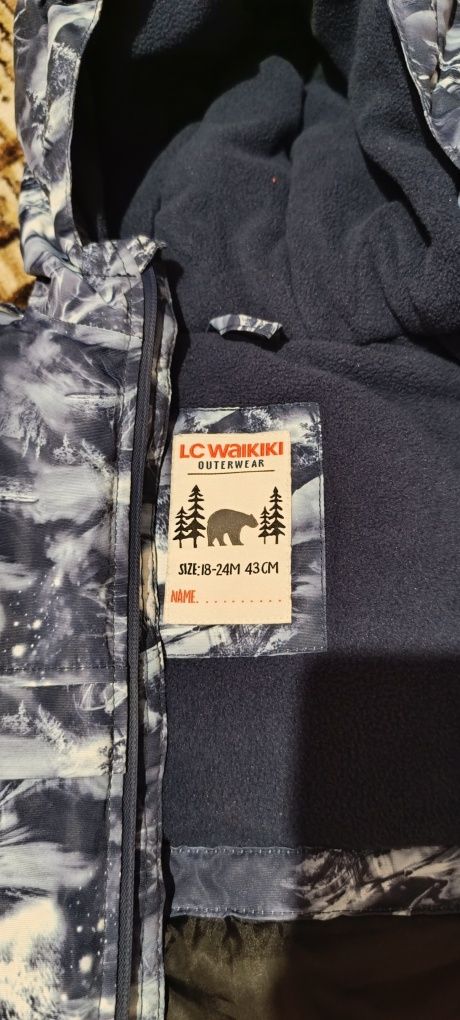 LC WAIKIKI
OUTERWEAR
SIZE:18-24M 43CM
NAME..........